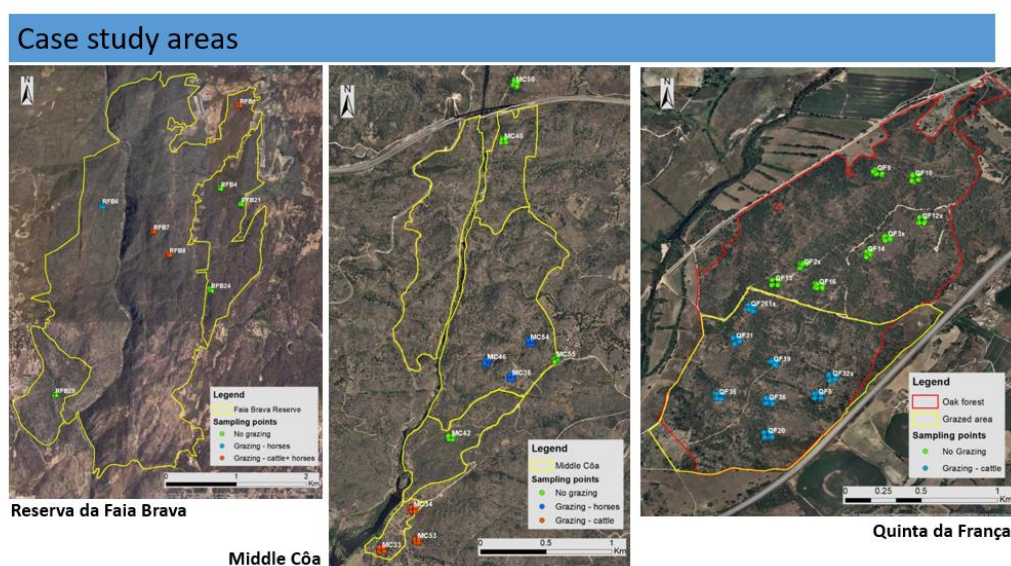 Case study areas
N
RFB4
RFB21
RFB6
RFB7
RFB8
RFB24
RFB25
Legend
Faia Brava Reserve
Sampling points
No grazing
Grazing - horses
Grazing - cattle+ horses
0 1 2
Km
Reserva da Faia Brava
N
MC50
MC40
MC54
MC46
MC55
MC38
MC42
MC34
MC53
MC33
Legend
Middle Côa
Sampling points
No grazing
Grazing - horses
Grazing - cattle
0 0.5 1
Km
Middle Côa
N
QF9
QF10
QF12x
QF3x
QF14
QF2x
QF15
QF16
QF281x
QF31
QF19
QF32x
QF35
QF36
QF5
QF20
Legend
Oak forest
Grazed area
Sampling points
No Grazing
Grazing - cattle
0 0.25 0.5 1
Km
Quinta da França